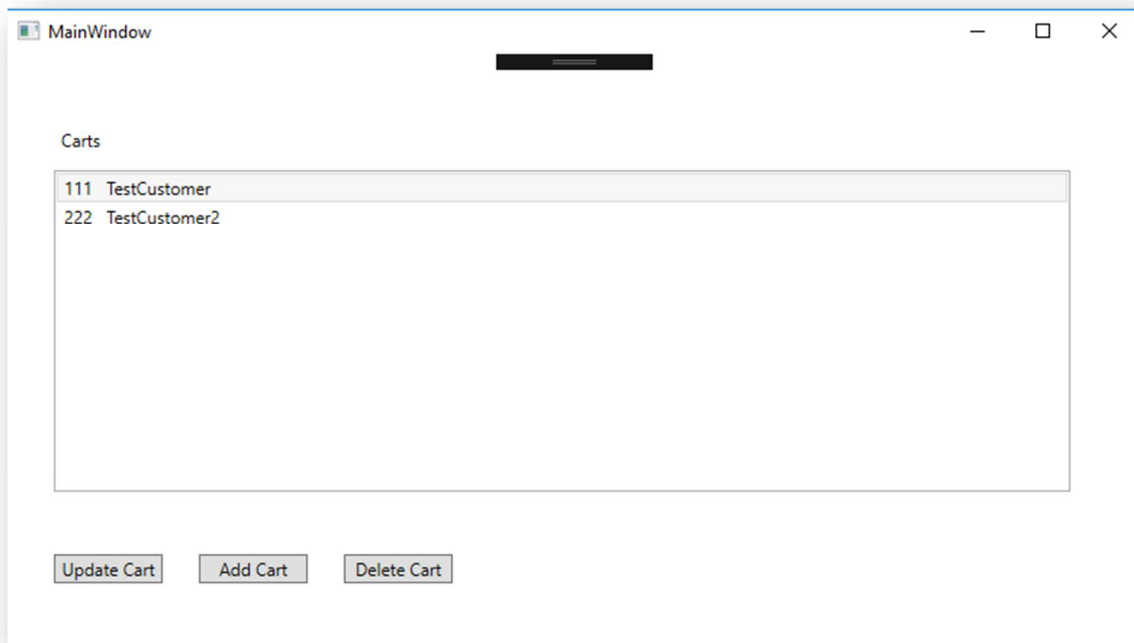 MainWindow
Carts
111 TestCustomer
222 TestCustomer2
Update Cart Add Cart Delete Cart